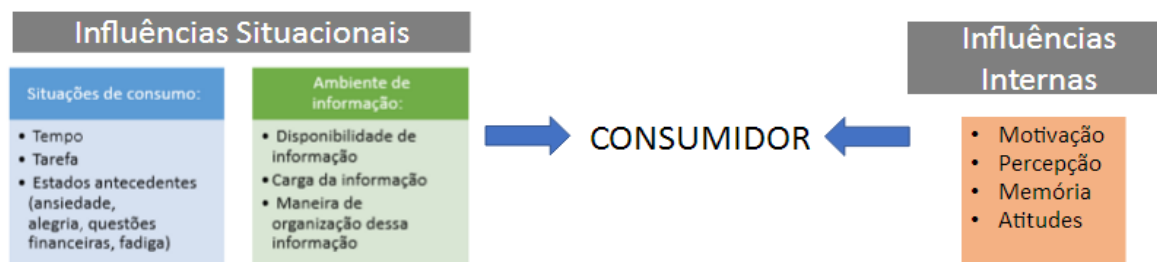 Influências Situacionais
Situações de consumo:
• Tempo
• Tarefa
• Estados antecedentes
(ansiedade,
alegria, questões
financeiras, fadiga)
Ambiente de
informação:
• Disponibilidade de
informação
• Carga da informação
• Maneira de
organização dessa
informação
CONSUMIDOR
Influências
Internas
• Motivação
• Percepção
• Memória
• Atitudes